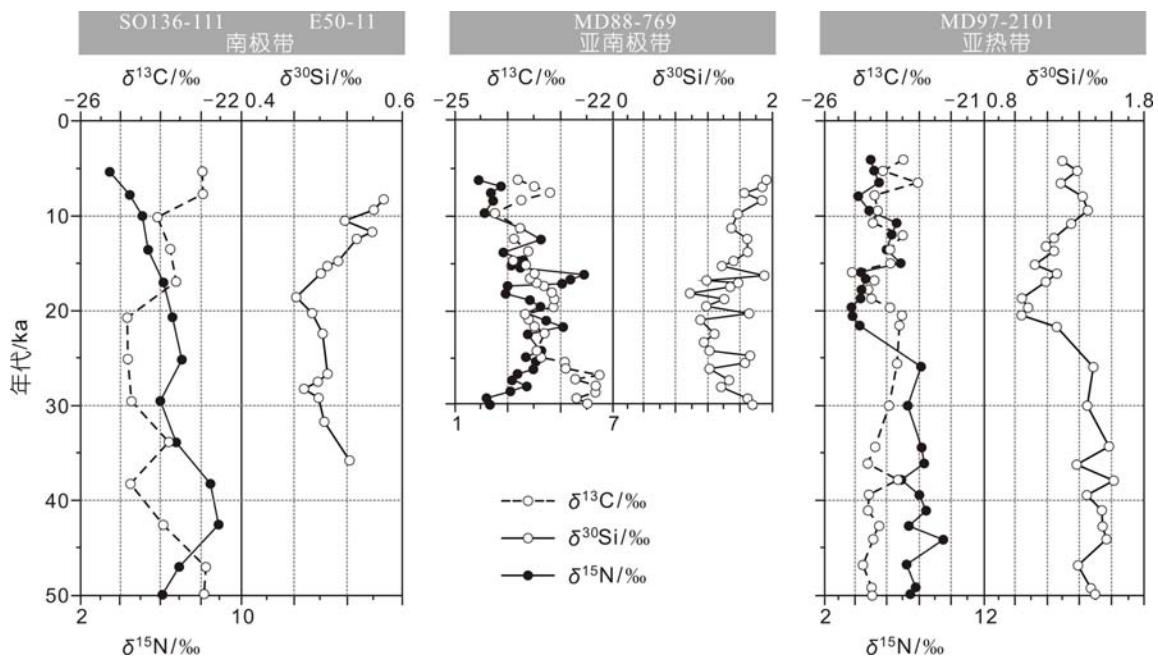 SO136-111 E50-11 MD88-769 MD97-2101
南极带 亚南极带 亚热带
δ¹³C/‰ δ³⁰Si/‰ δ¹³C/‰ δ³⁰Si/‰ δ¹³C/‰ δ³⁰Si/‰
−26 −22 0.4 0.6 −25 −22 0 2 −26 −21 0.8 1.8
0
10
20
30
40
50
年代/ka
1 7
δ¹³C/‰
δ³⁰Si/‰
δ¹⁵N/‰
2 10 2 12
δ¹⁵N/‰ δ¹⁵N/‰